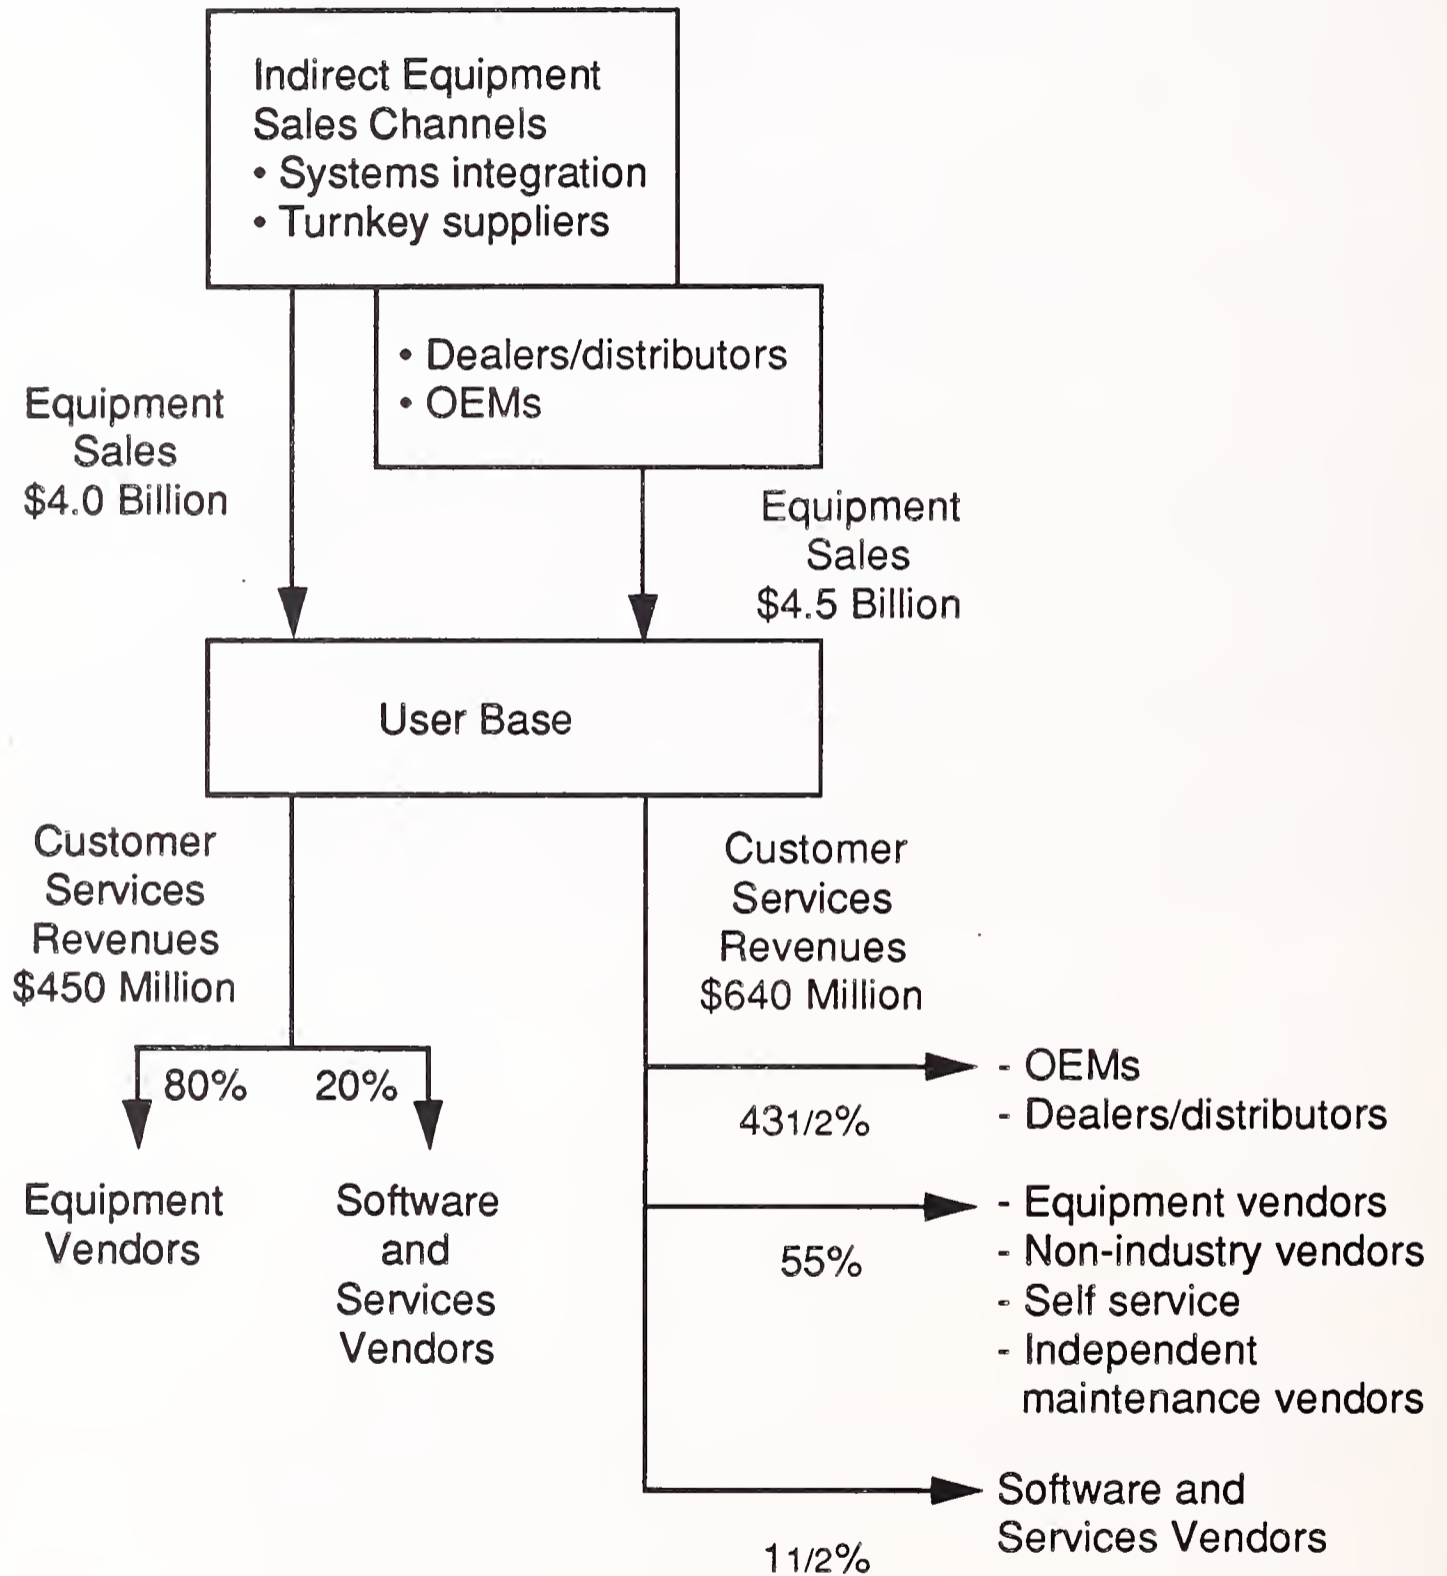 Indirect Equipment
Sales Channels
• Systems integration
• Turnkey suppliers
• Dealers/distributors
• OEMs
Equipment
Sales
$4.0 Billion
Equipment
Sales
$4.5 Billion
User Base
Customer
Services
Revenues
$450 Million
Customer
Services
Revenues
$640 Million
80% 20%
Equipment
Vendors
Software
and
Services
Vendors
431/2%
- OEMs
- Dealers/distributors
55%
- Equipment vendors
- Non-industry vendors
- Self service
- Independent
maintenance vendors
11/2%
Software and
Services Vendors